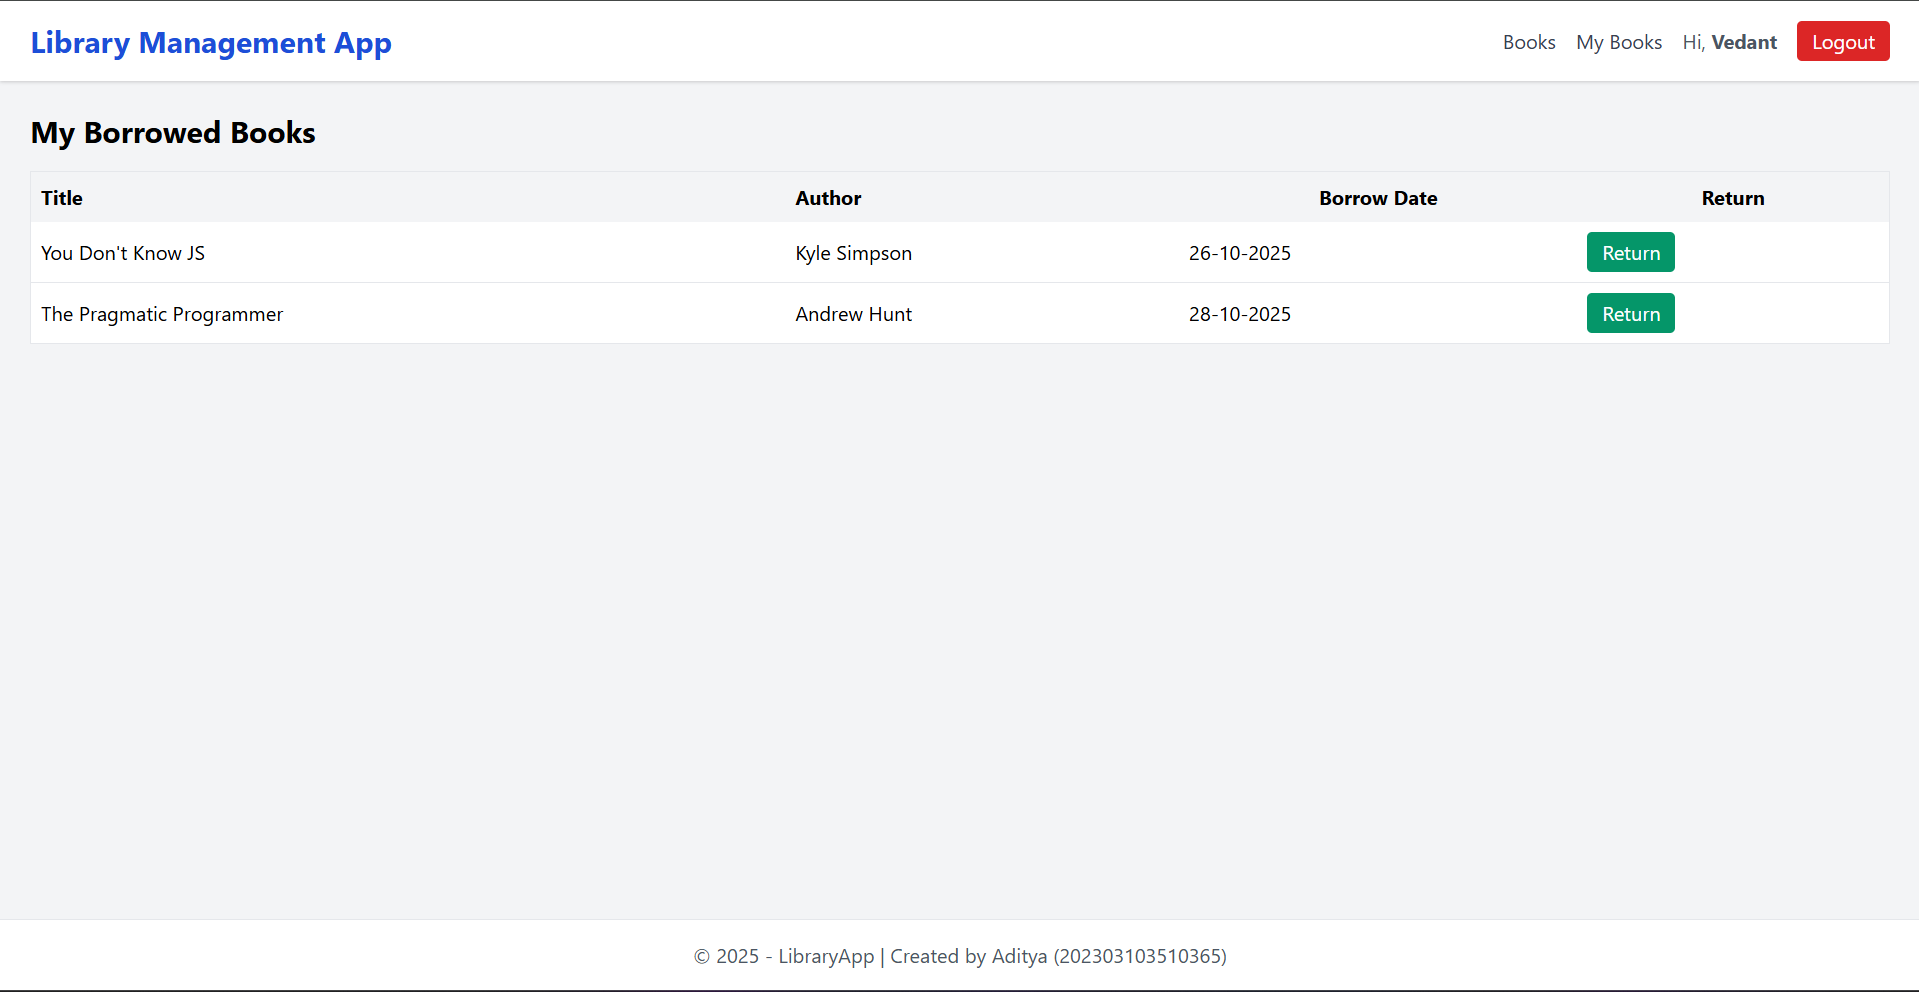 Library Management App Books My Books Hi, Vedant Logout
My Borrowed Books
Title Author Borrow Date Return
You Don't Know JS Kyle Simpson 26-10-2025 Return
The Pragmatic Programmer Andrew Hunt 28-10-2025 Return
© 2025 - LibraryApp | Created by Aditya (202303103510365)